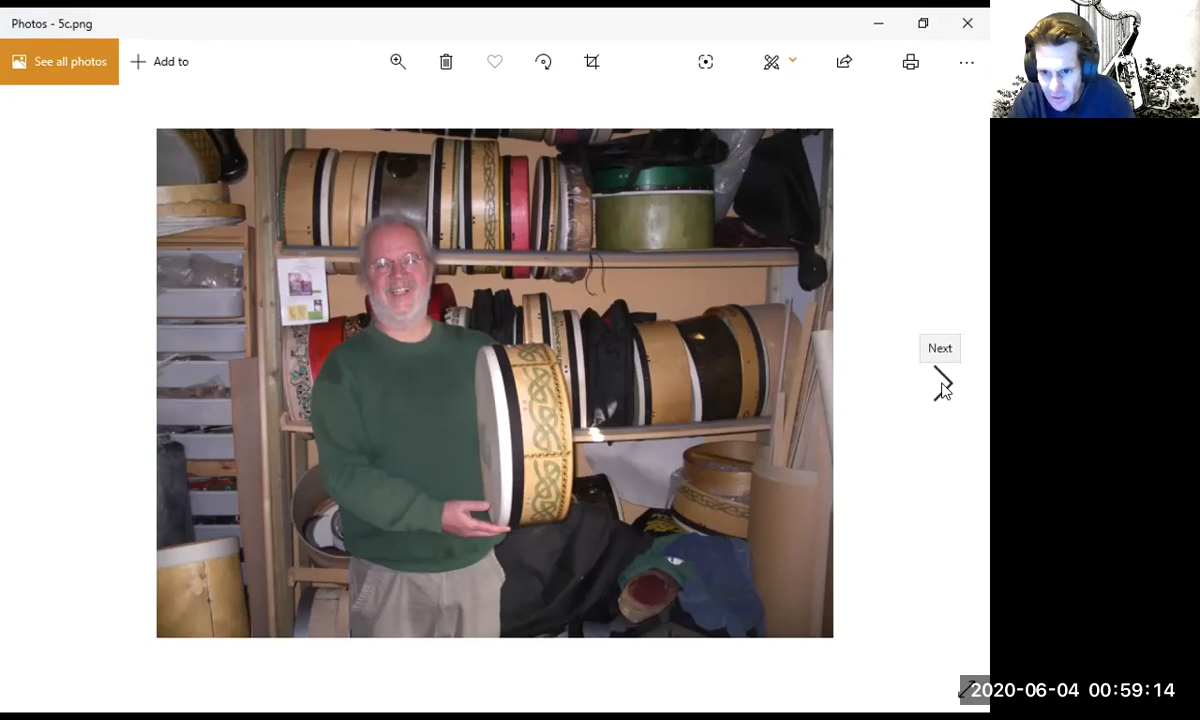 Photos - 5c.png
See all photos
Add to
Next
2020-06-04 00:59:14